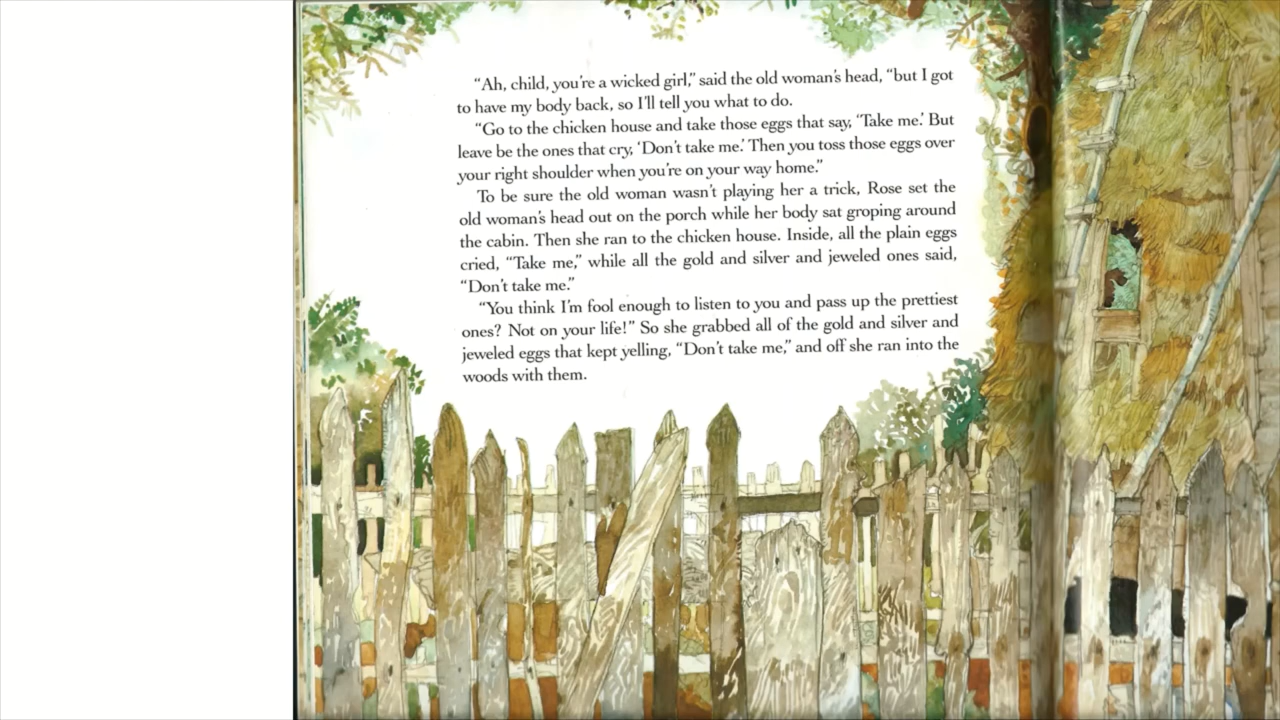 “Ah, child, you’re a wicked girl,” said the old woman’s head, “but I got
to have my body back, so I’ll tell you what to do.
“Go to the chicken house and take those eggs that say, ‘Take me.’ But
leave be the ones that cry, ‘Don’t take me.’ Then you toss those eggs over
your right shoulder when you’re on your way home.”
To be sure the old woman wasn’t playing her a trick, Rose set the
old woman’s head out on the porch while her body sat groping around
the cabin. Then she ran to the chicken house. Inside, all the plain eggs
cried, “Take me,” while all the gold and silver and jeweled ones said,
“Don’t take me.”
“You think I’m fool enough to listen to you and pass up the prettiest
ones? Not on your life!” So she grabbed all of the gold and silver and
jeweled eggs that kept yelling, “Don’t take me,” and off she ran into the
woods with them.